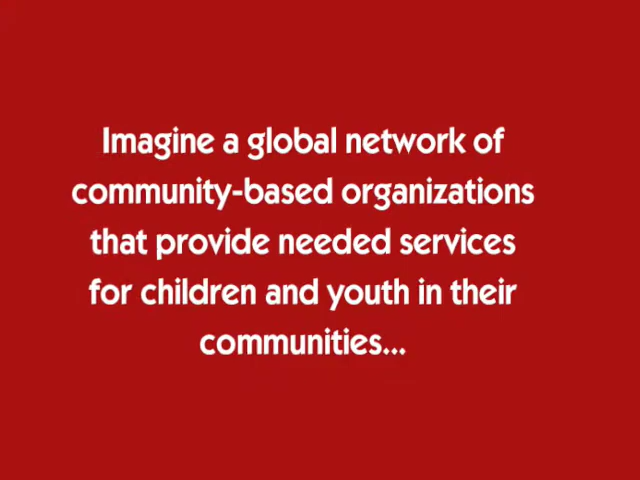 Imagine a global network of
community-based organizations
that provide needed services
for children and youth in their
communities...